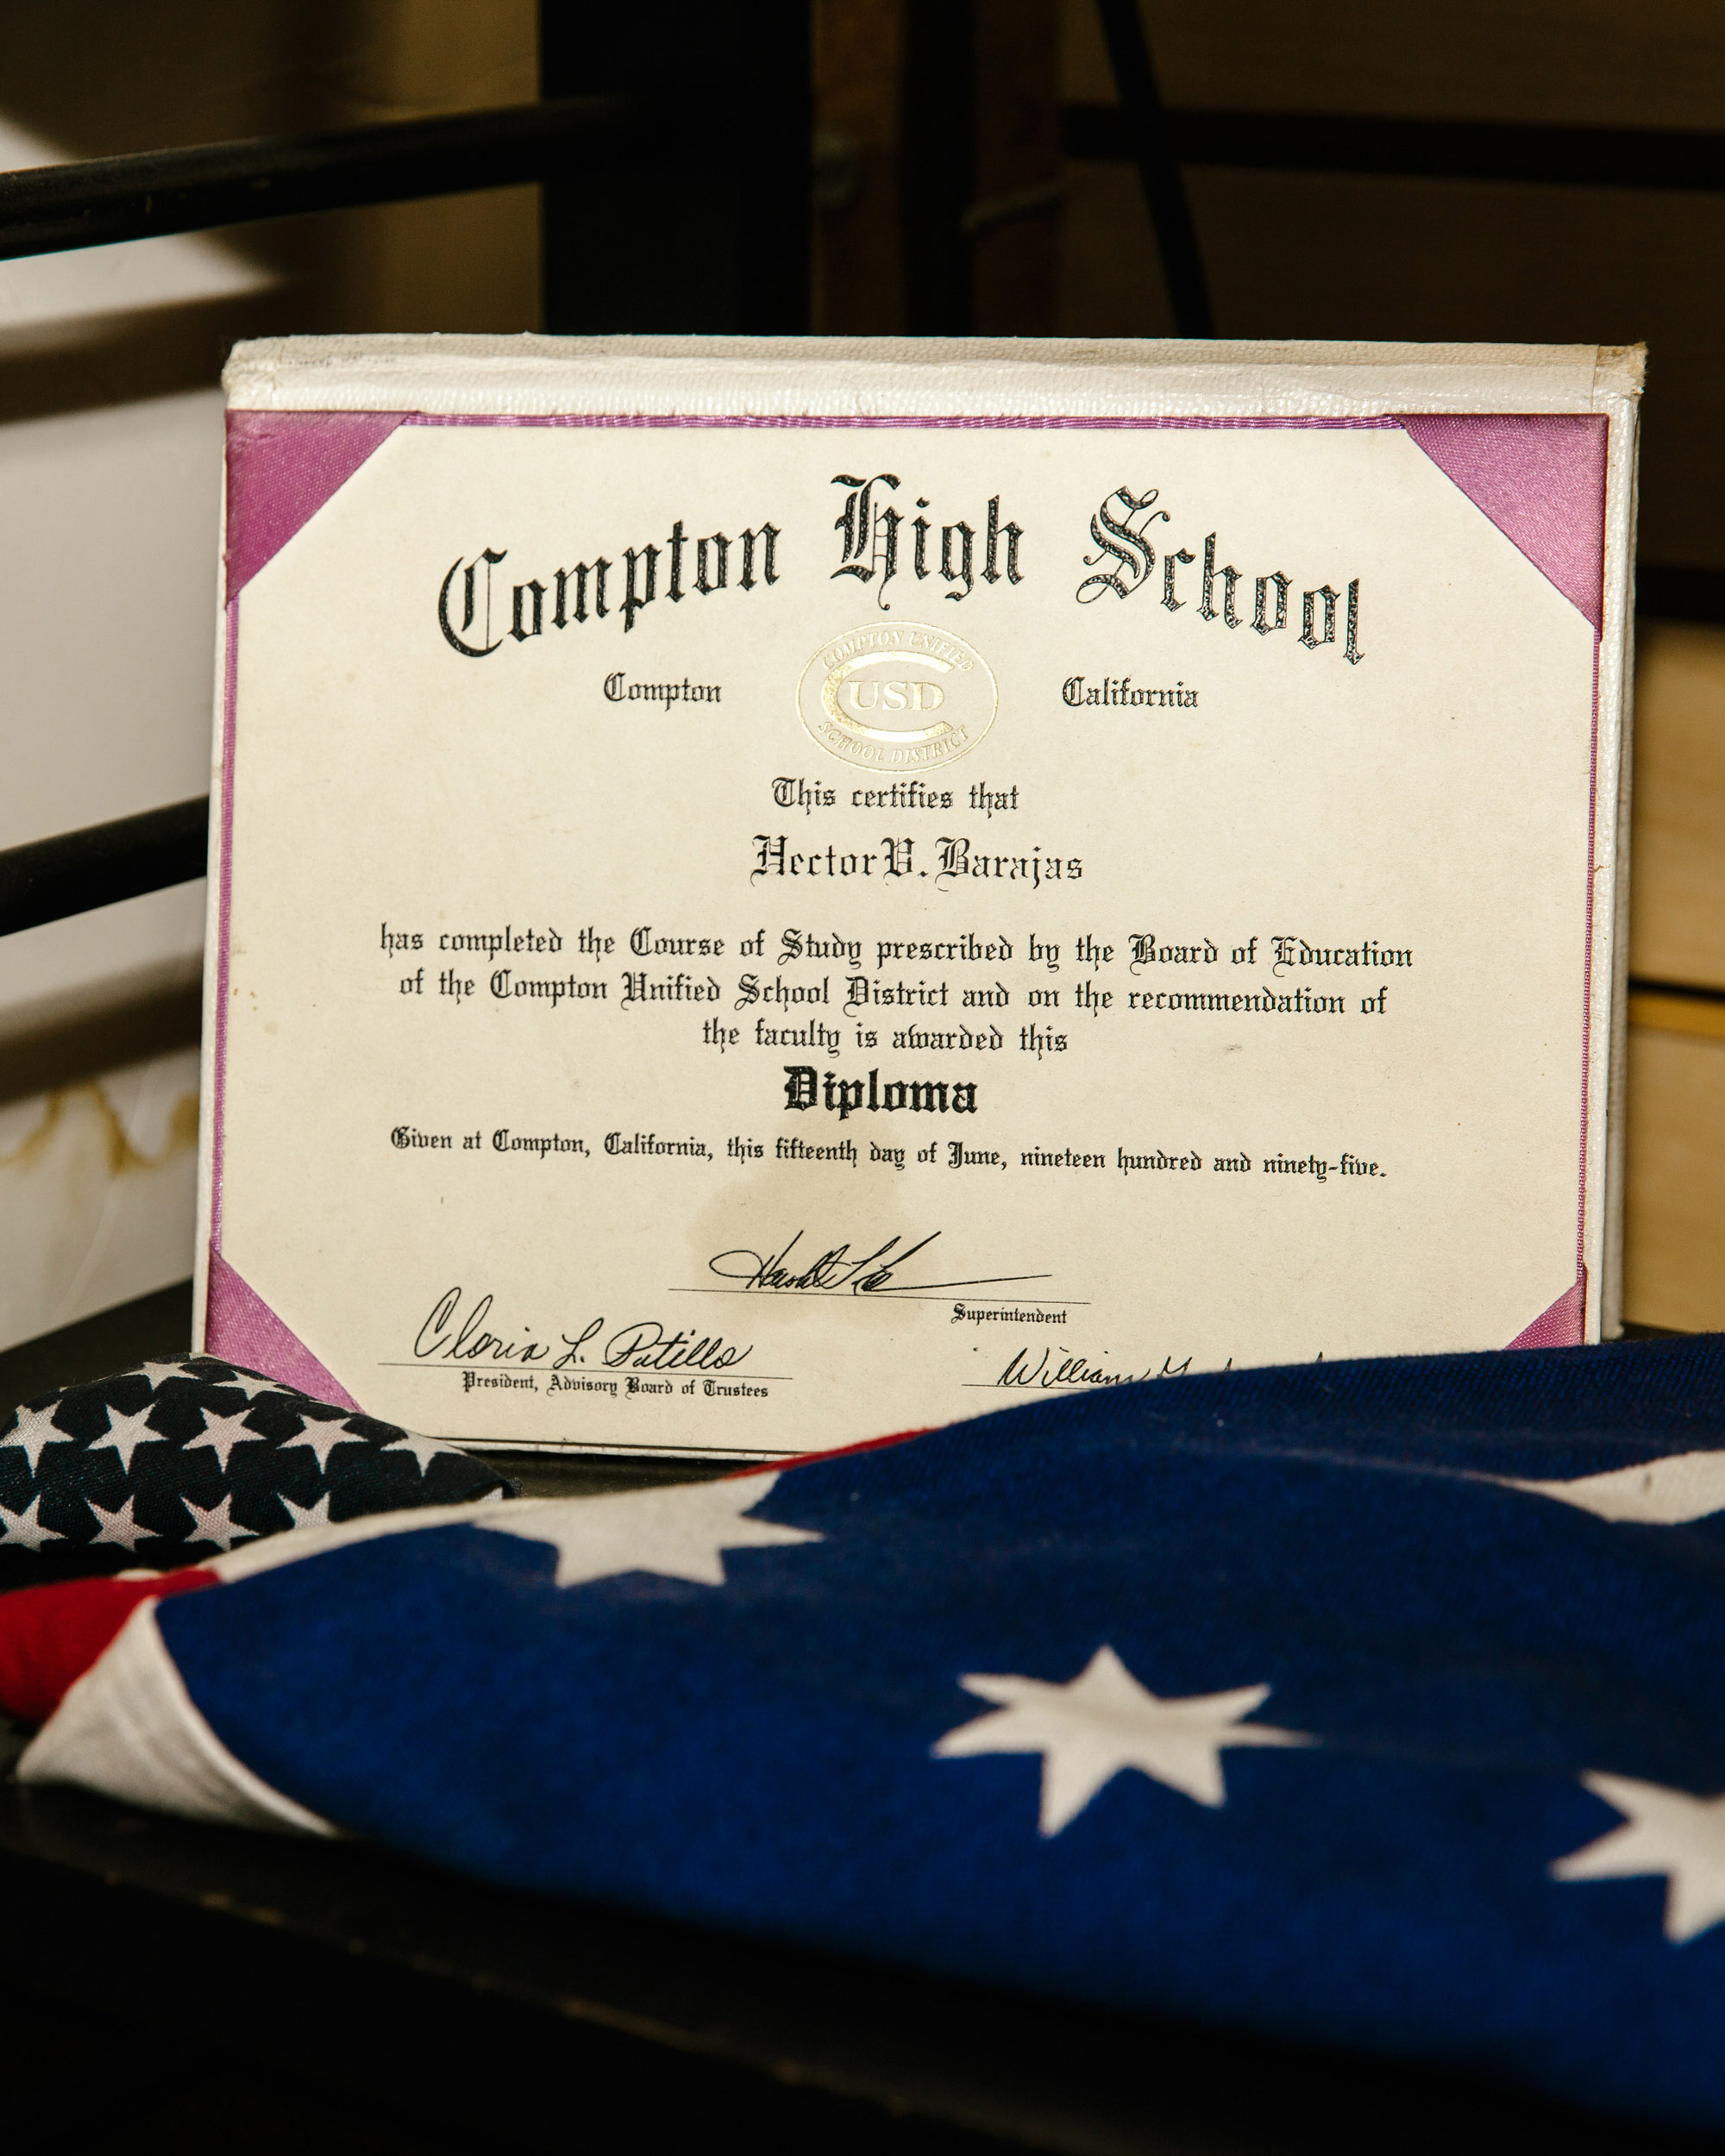 Compton High School
Compton California
COMPTON UNIFIED
USD
SCHOOL DISTRICT
This certifies that
Hector V. Barajas
has completed the Course of Study prescribed by the Board of Education
of the Compton Unified School District and on the recommendation of
the faculty is awarded this
Diploma
Given at Compton, California, this fifteenth day of June, nineteen hundred and ninety-five.
Superintendent
Gloria L. Patillo
President, Advisory Board of Trustees
William